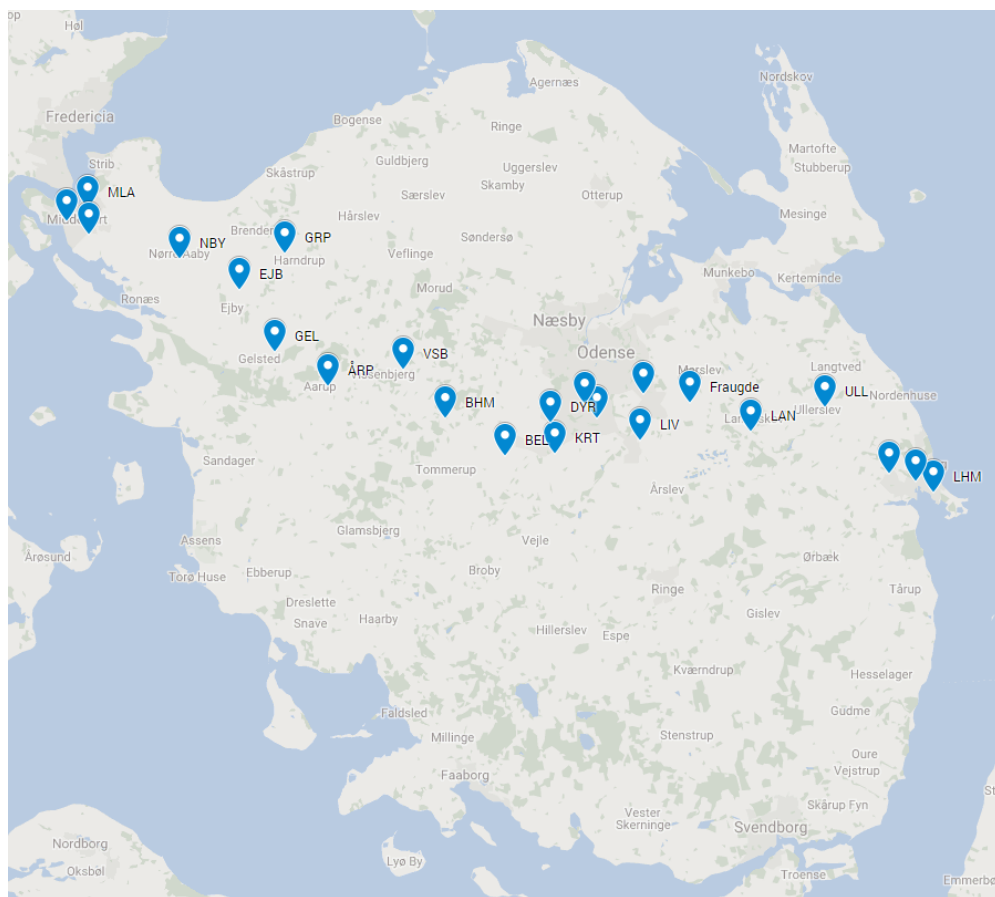 op
Høl
Nordskov
Agernæs
Fredericia
Bogense
Ringe
Martofte
Strib
Guldbjerg
Uggerslev
Stubberup
Skåstrup
Skamby
MLA
Særslev
Otterup
Hårslev
Mesinge
Brende
GRP
Søndersø
NBY
Veflinge
Harndrup
Munkebo
EJB
Kerteminde
Ronæs
Morud
Ejby
Næsby
GEL
Odense
Gelsted
VSB
Langtved
ÅRP
Aarup
Fraugde
ULL
Nordenhuse
BHM
DYR
Ullerslev
LAN
LIV
BEL
KRT
Sandager
Tommerup
LHM
Årslev
Glamsbjerg
Vejle
Assens
Årøsund
Ørbæk
Torø Huse
Ebberup
Broby
Ringe
Tårup
Dreslette
Snave
Haarby
Gislev
Hillerslev
Espe
Kværndrup
Hesselager
Faldsled
Gudme
Millinge
Stenstrup
Oure
Vejstrup
Faaborg
Skårup Fyn
Vester
Skerninge
Svendborg
Nordborg
Oksbøl
Lyø By
Troense
Emmerbø